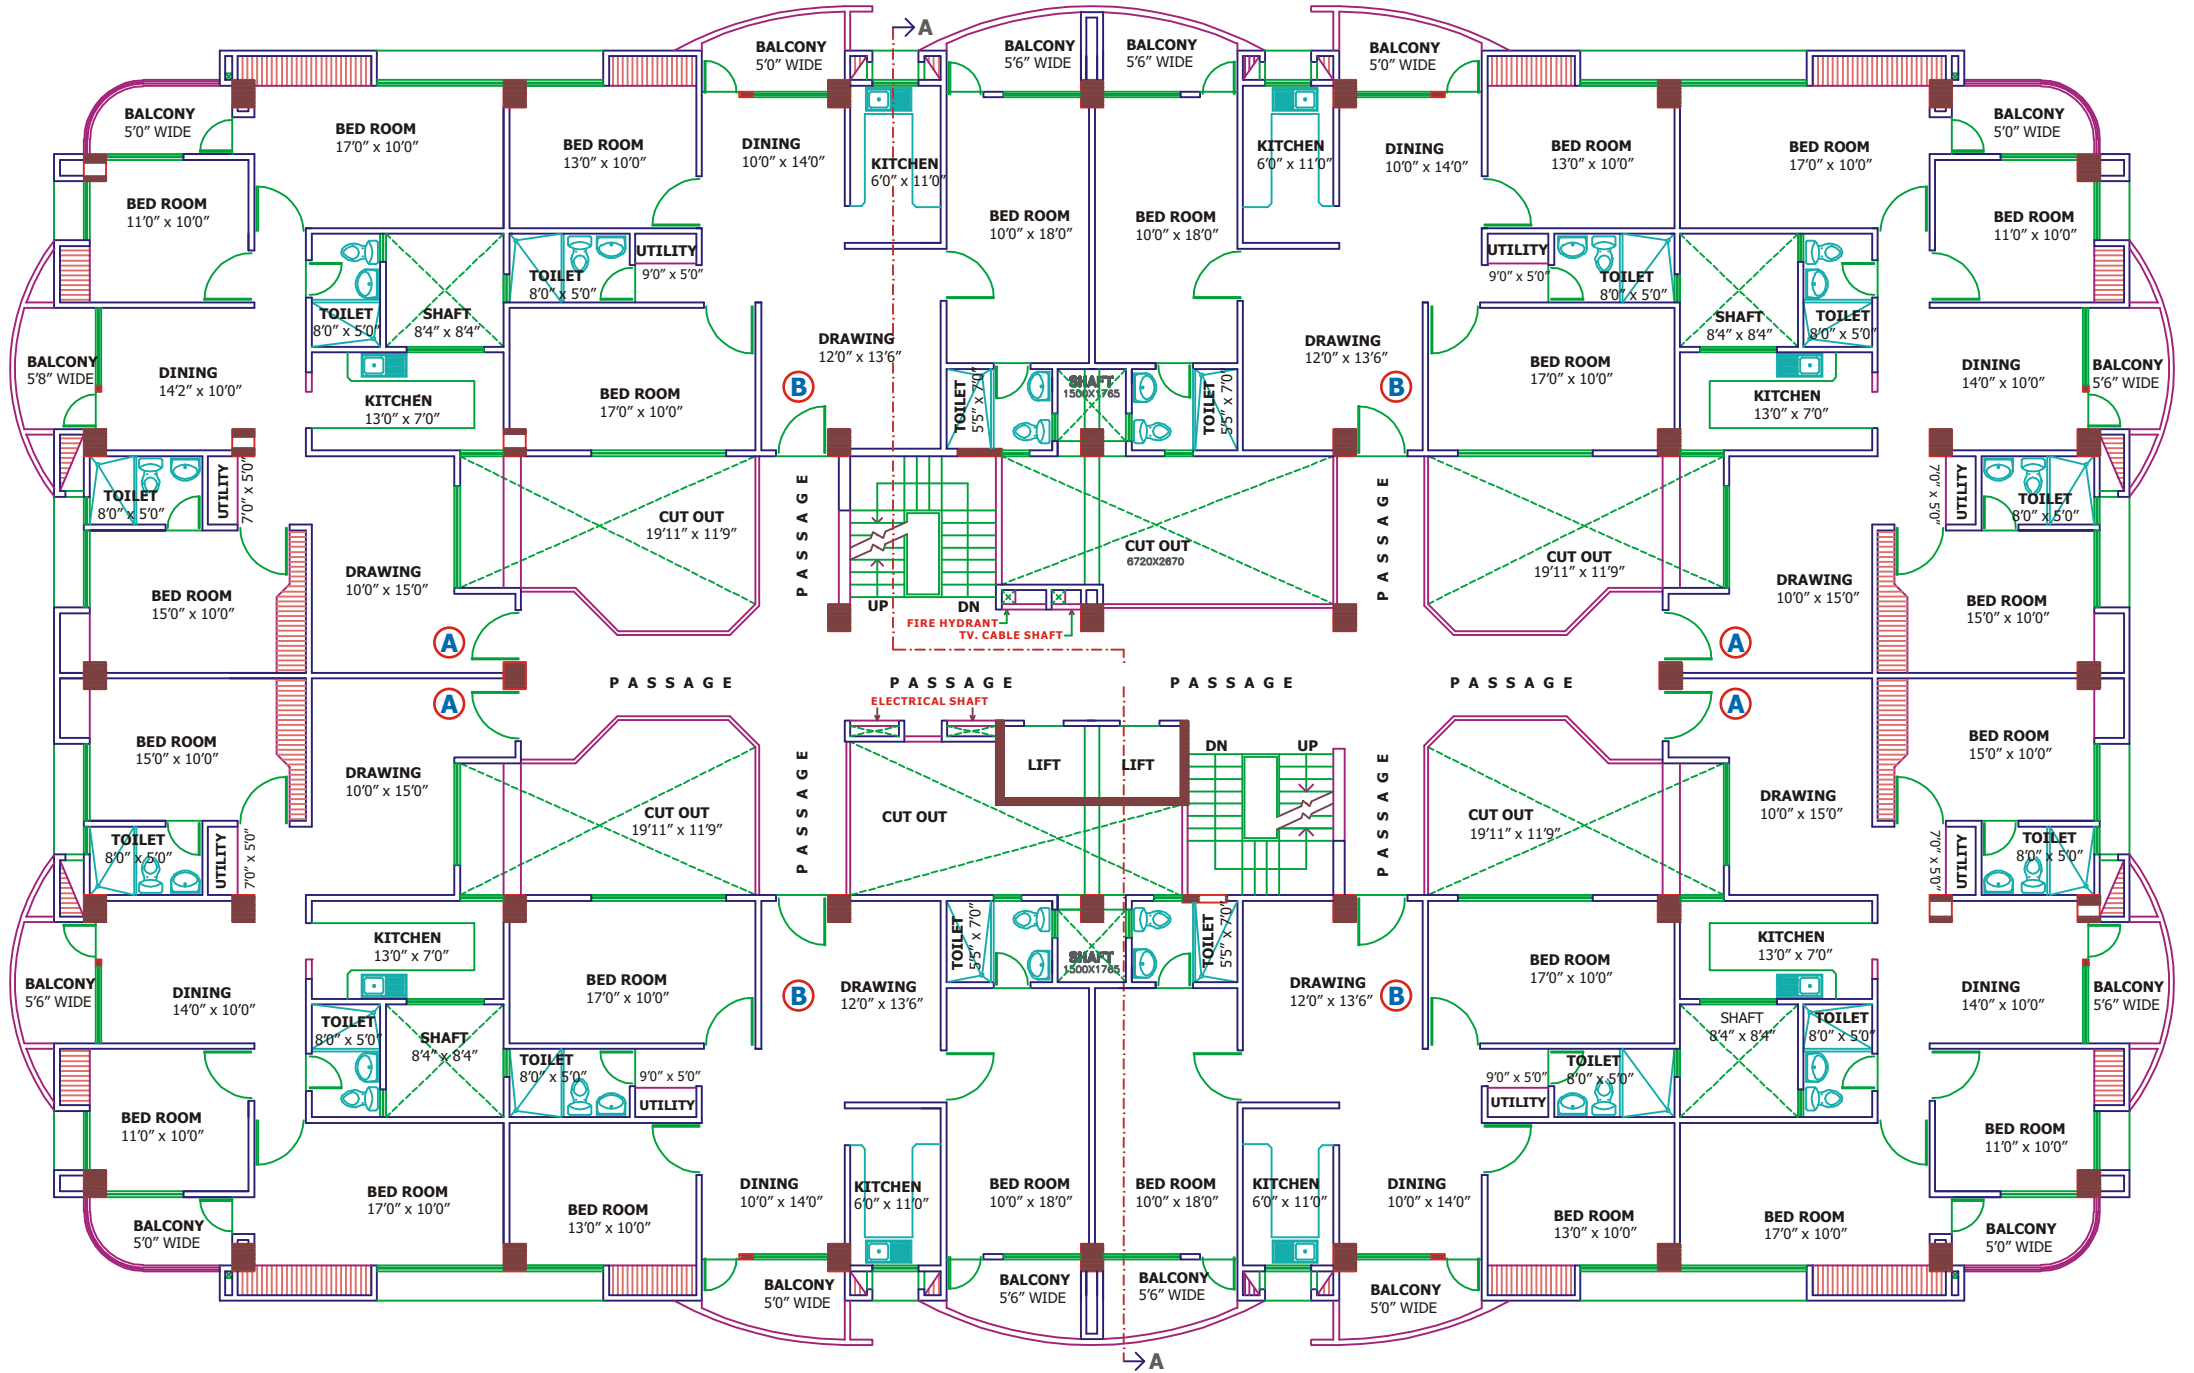 A
BALCONY
5'0" WIDE
BALCONY
5'6" WIDE
BALCONY
5'6" WIDE
BALCONY
5'0" WIDE
BALCONY
5'0" WIDE
BED ROOM
17'0" x 10'0"
BED ROOM
13'0" x 10'0"
DINING
10'0" x 14'0"
KITCHEN
6'0" x 11'0"
KITCHEN
6'0" x 11'0"
DINING
10'0" x 14'0"
BED ROOM
13'0" x 10'0"
BED ROOM
17'0" x 10'0"
BALCONY
5'0" WIDE
BED ROOM
11'0" x 10'0"
BED ROOM
10'0" x 18'0"
BED ROOM
10'0" x 18'0"
BED ROOM
11'0" x 10'0"
UTILITY
9'0" x 5'0"
TOILET
8'0" x 5'0"
UTILITY
9'0" x 5'0"
TOILET
8'0" x 5'0"
TOILET
8'0" x 5'0"
SHAFT
8'4" x 8'4"
SHAFT
8'4" x 8'4"
TOILET
8'0" x 5'0"
BALCONY
5'8" WIDE
DINING
14'2" x 10'0"
KITCHEN
13'0" x 7'0"
BED ROOM
17'0" x 10'0"
DRAWING
12'0" x 13'6"
B
TOILET
5'5" x 7'0"
SHAFT
1500X1765
TOILET
5'5" x 7'0"
DRAWING
12'0" x 13'6"
B
BED ROOM
17'0" x 10'0"
KITCHEN
13'0" x 7'0"
DINING
14'0" x 10'0"
BALCONY
5'6" WIDE
TOILET
8'0" x 5'0"
UTILITY
7'0" x 5'0"
CUT OUT
19'11" x 11'9"
PASSAGE
CUT OUT
6720X2670
PASSAGE
CUT OUT
19'11" x 11'9"
7'0" x 5'0"
UTILITY
TOILET
8'0" x 5'0"
BED ROOM
15'0" x 10'0"
DRAWING
10'0" x 15'0"
UP
DN
FIRE HYDRANT
TV. CABLE SHAFT
DRAWING
10'0" x 15'0"
BED ROOM
15'0" x 10'0"
A
A
PASSAGE
PASSAGE
PASSAGE
PASSAGE
A
A
ELECTRICAL SHAFT
BED ROOM
15'0" x 10'0"
DRAWING
10'0" x 15'0"
PASSAGE
LIFT
LIFT
DN
UP
PASSAGE
DRAWING
10'0" x 15'0"
BED ROOM
15'0" x 10'0"
CUT OUT
19'11" x 11'9"
CUT OUT
CUT OUT
19'11" x 11'9"
TOILET
8'0" x 5'0"
UTILITY
7'0" x 5'0"
7'0" x 5'0"
UTILITY
TOILET
8'0" x 5'0"
BALCONY
5'6" WIDE
DINING
14'0" x 10'0"
KITCHEN
13'0" x 7'0"
BED ROOM
17'0" x 10'0"
B
DRAWING
12'0" x 13'6"
TOILET
5'5" x 7'0"
SHAFT
1500X1765
TOILET
5'5" x 7'0"
DRAWING
12'0" x 13'6"
B
BED ROOM
17'0" x 10'0"
KITCHEN
13'0" x 7'0"
DINING
14'0" x 10'0"
BALCONY
5'6" WIDE
TOILET
8'0" x 5'0"
SHAFT
8'4" x 8'4"
TOILET
8'0" x 5'0"
9'0" x 5'0"
UTILITY
9'0" x 5'0"
UTILITY
TOILET
8'0" x 5'0"
SHAFT
8'4" x 8'4"
TOILET
8'0" x 5'0"
BED ROOM
11'0" x 10'0"
BED ROOM
11'0" x 10'0"
BED ROOM
17'0" x 10'0"
BED ROOM
13'0" x 10'0"
DINING
10'0" x 14'0"
KITCHEN
6'0" x 11'0"
BED ROOM
10'0" x 18'0"
BED ROOM
10'0" x 18'0"
KITCHEN
6'0" x 11'0"
DINING
10'0" x 14'0"
BED ROOM
13'0" x 10'0"
BED ROOM
17'0" x 10'0"
BALCONY
5'0" WIDE
BALCONY
5'0" WIDE
BALCONY
5'0" WIDE
BALCONY
5'6" WIDE
BALCONY
5'6" WIDE
BALCONY
5'0" WIDE
A